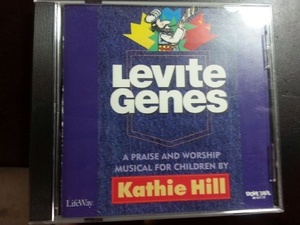 Levite
Genes
A PRAISE AND WORSHIP
MUSICAL FOR CHILDREN BY
Kathie Hill
LifeWay